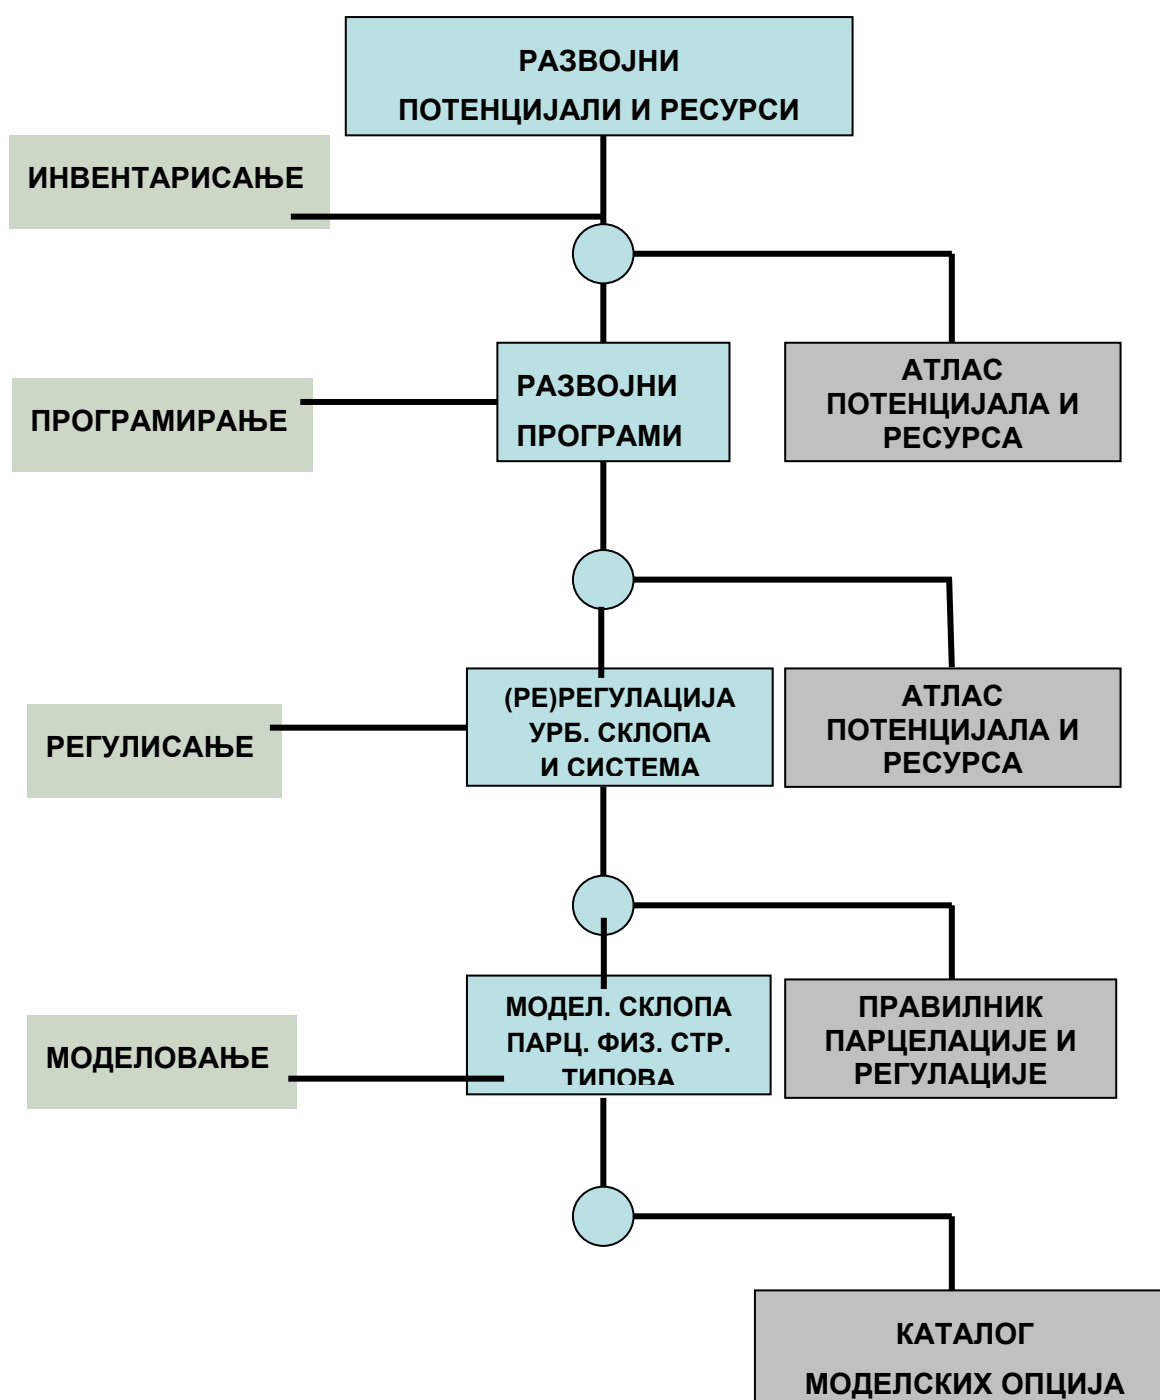 РАЗВОЈНИ
ПОТЕНЦИЈАЛИ И РЕСУРСИ
ИНВЕНТАРИСАЊЕ
ПРОГРАМИРАЊЕ
РАЗВОЈНИ
ПРОГРАМИ
АТЛАС
ПОТЕНЦИЈАЛА И
РЕСУРСА
РЕГУЛИСАЊЕ
(РЕ)РЕГУЛАЦИЈА
УРБ. СКЛОПА
И СИСТЕМА
АТЛАС
ПОТЕНЦИЈАЛА И
РЕСУРСА
МОДЕЛОВАЊЕ
МОДЕЛ. СКЛОПА
ПАРЦ. ФИЗ. СТР.
ТИПОВА
ПРАВИЛНИК
ПАРЦЕЛАЦИЈЕ И
РЕГУЛАЦИЈЕ
КАТАЛОГ
МОДЕЛСКИХ ОПЦИЈА